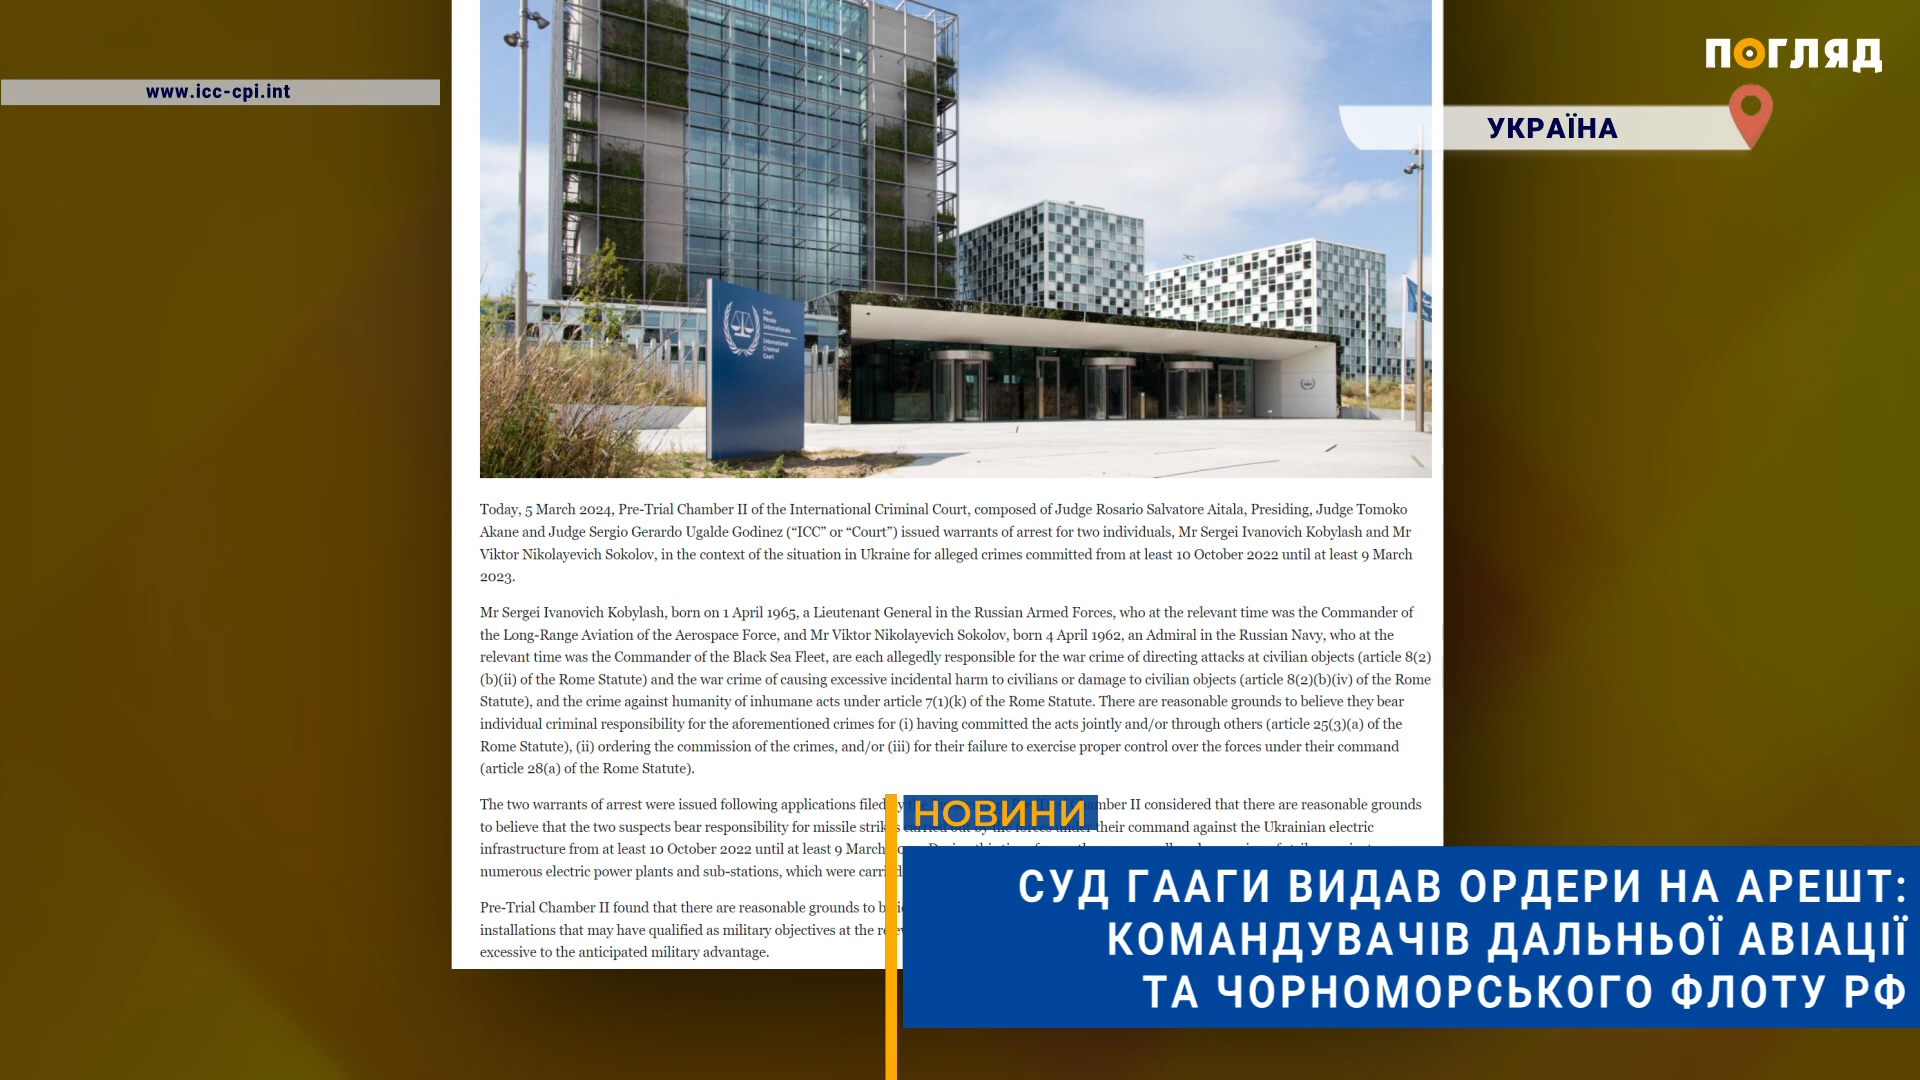 ПОГЛЯД
www.icc-cpi.int
УКРАЇНА
Cour
Pénale
Internationale
International
Criminal
Court
Today, 5 March 2024, Pre-Trial Chamber II of the International Criminal Court, composed of Judge Rosario Salvatore Aitala, Presiding, Judge Tomoko
Akane and Judge Sergio Gerardo Ugalde Godinez (“ICC” or “Court”) issued warrants of arrest for two individuals, Mr Sergei Ivanovich Kobylash and Mr
Viktor Nikolayevich Sokolov, in the context of the situation in Ukraine for alleged crimes committed from at least 10 October 2022 until at least 9 March
2023.
Mr Sergei Ivanovich Kobylash, born on 1 April 1965, a Lieutenant General in the Russian Armed Forces, who at the relevant time was the Commander of
the Long-Range Aviation of the Aerospace Force, and Mr Viktor Nikolayevich Sokolov, born 4 April 1962, an Admiral in the Russian Navy, who at the
relevant time was the Commander of the Black Sea Fleet, are each allegedly responsible for the war crime of directing attacks at civilian objects (article 8(2)
(b)(ii) of the Rome Statute) and the war crime of causing excessive incidental harm to civilians or damage to civilian objects (article 8(2)(b)(iv) of the Rome
Statute), and the crime against humanity of inhumane acts under article 7(1)(k) of the Rome Statute. There are reasonable grounds to believe they bear
individual criminal responsibility for the aforementioned crimes for (i) having committed the acts jointly and/or through others (article 25(3)(a) of the
Rome Statute), (ii) ordering the commission of the crimes, and/or (iii) for their failure to exercise proper control over the forces under their command
(article 28(a) of the Rome Statute).
The two warrants of arrest were issued following applications filed II considered that there are reasonable grounds
to believe that the two suspects bear responsibility for missile strikes carried out by the forces under their command against the Ukrainian electric
infrastructure from at least 10 October 2022 until at least 9 March
numerous electric power plants and sub-stations, which were carried
Pre-Trial Chamber II found that there are reasonable grounds to
installations that may have qualified as military objectives at the
excessive to the anticipated military advantage.
НОВИНИ
СУД ГААГИ ВИДАВ ОРДЕРИ НА АРЕШТ:
КОМАНДУВАЧІВ ДАЛЬНЬОЇ АВІАЦІЇ
ТА ЧОРНОМОРСЬКОГО ФЛОТУ РФ